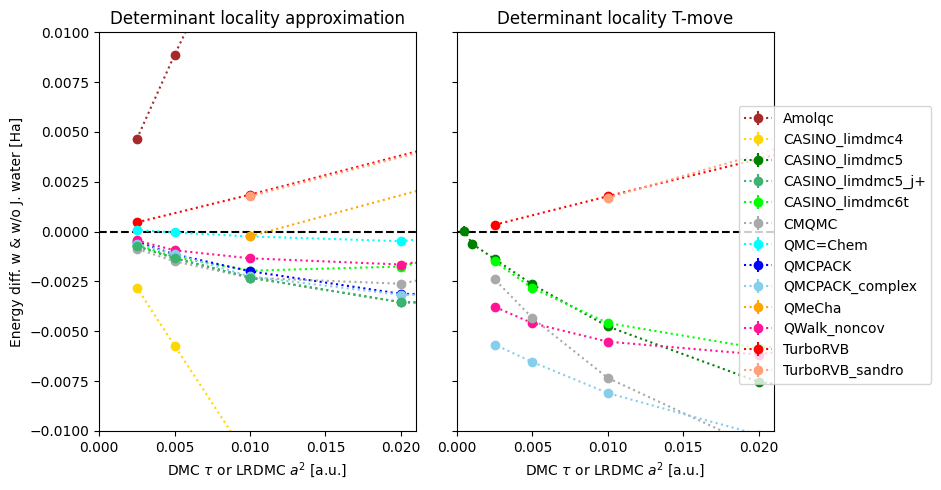 Determinant locality approximation
Determinant locality T-move
Energy diff. w & w/o J. water [Ha]
0.0100
0.0075
0.0050
0.0025
0.0000
−0.0025
−0.0050
−0.0075
−0.0100
0.000
0.005
0.010
0.015
0.020
DMC τ or LRDMC a² [a.u.]
0.000
0.005
0.010
0.015
0.020
DMC τ or LRDMC a² [a.u.]
Amolqc
CASINO_limdmc4
CASINO_limdmc5
CASINO_limdmc5_j+
CASINO_limdmc6t
CMQMC
QMC=Chem
QMCPACK
QMCPACK_complex
QMeCha
QWalk_noncov
TurboRVB
TurboRVB_sandro